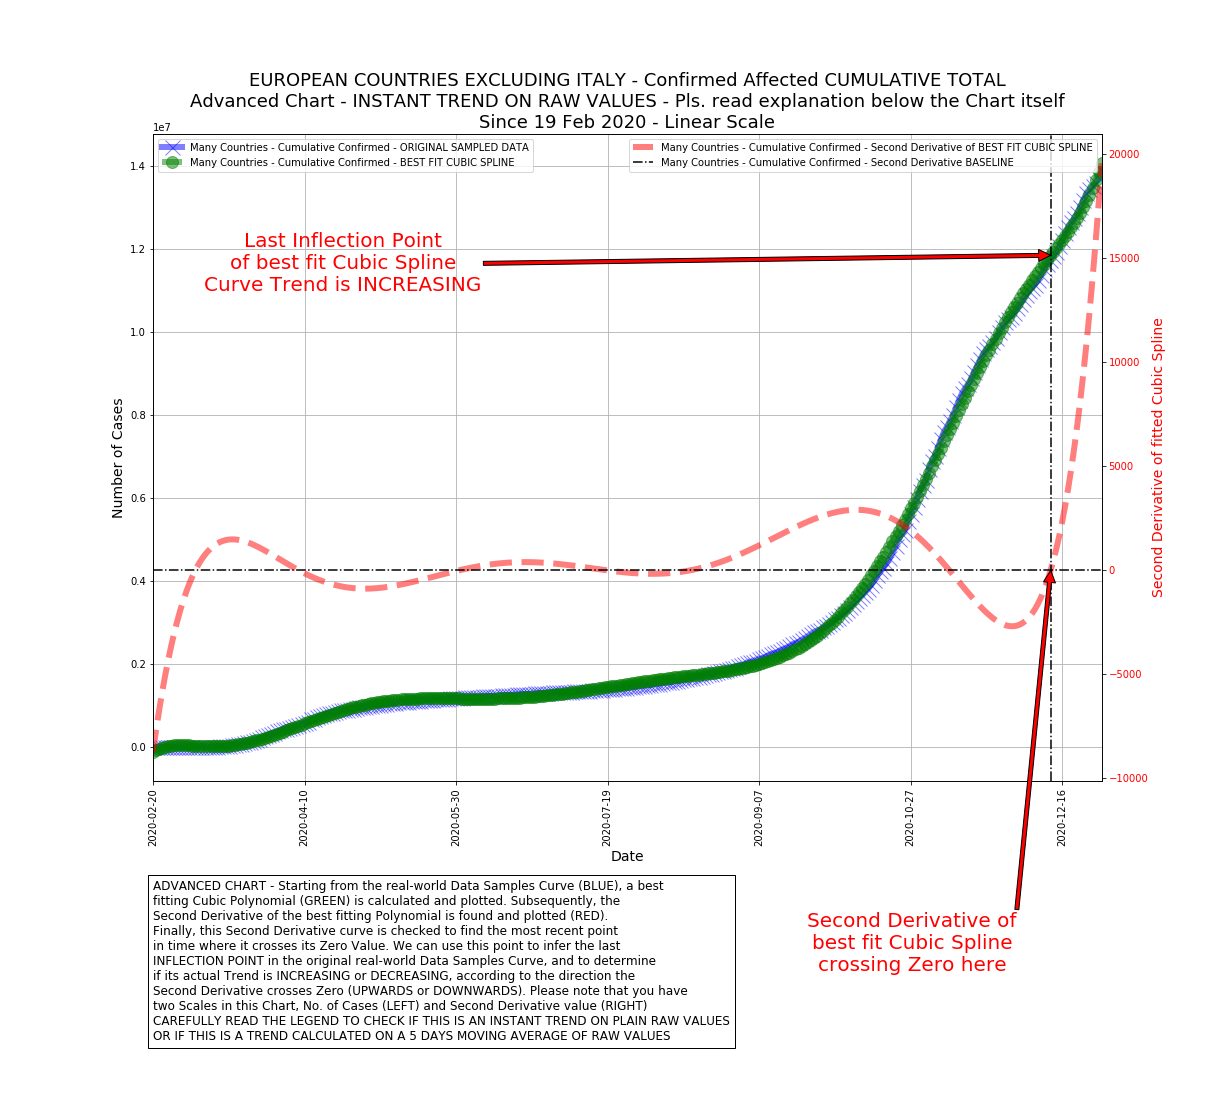 EUROPEAN COUNTRIES EXCLUDING ITALY - Confirmed Affected CUMULATIVE TOTAL
Advanced Chart - INSTANT TREND ON RAW VALUES - Pls. read explanation below the Chart itself
Since 19 Feb 2020 - Linear Scale
1e7
Many Countries - Cumulative Confirmed - ORIGINAL SAMPLED DATA
Many Countries - Cumulative Confirmed - BEST FIT CUBIC SPLINE
Many Countries - Cumulative Confirmed - Second Derivative of BEST FIT CUBIC SPLINE
Many Countries - Cumulative Confirmed - Second Derivative BASELINE
Last Inflection Point
of best fit Cubic Spline
Curve Trend is INCREASING
Number of Cases
1.4
1.2
1.0
0.8
0.6
0.4
0.2
0.0
20000
15000
10000
5000
0
−5000
−10000
Second Derivative of fitted Cubic Spline
2020-02-20
2020-04-10
2020-05-30
2020-07-19
2020-09-07
2020-10-27
2020-12-16
Date
ADVANCED CHART - Starting from the real-world Data Samples Curve (BLUE), a best
fitting Cubic Polynomial (GREEN) is calculated and plotted. Subsequently, the
Second Derivative of the best fitting Polynomial is found and plotted (RED).
Finally, this Second Derivative curve is checked to find the most recent point
in time where it crosses its Zero Value. We can use this point to infer the last
INFLECTION POINT in the original real-world Data Samples Curve, and to determine
if its actual Trend is INCREASING or DECREASING, according to the direction the
Second Derivative crosses Zero (UPWARDS or DOWNWARDS). Please note that you have
two Scales in this Chart, No. of Cases (LEFT) and Second Derivative value (RIGHT)
CAREFULLY READ THE LEGEND TO CHECK IF THIS IS AN INSTANT TREND ON PLAIN RAW VALUES
OR IF THIS IS A TREND CALCULATED ON A 5 DAYS MOVING AVERAGE OF RAW VALUES
Second Derivative of
best fit Cubic Spline
crossing Zero here